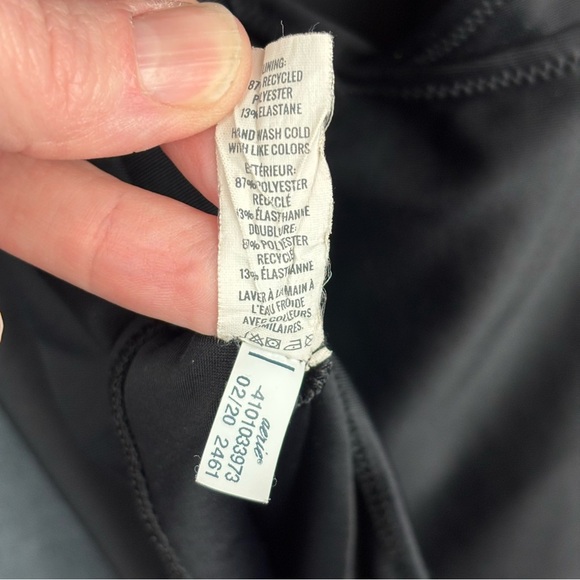 LINING:
87% RECYCLED
POLYESTER
13% ELASTANE
HAND WASH COLD
WITH LIKE COLORS.
EXTÉRIEUR:
87% POLYESTER
RECYCLÉ
13% ÉLASTHANNE
DOUBLURE:
87% POLYESTER
RECYCLÉ
13% ÉLASTHANNE
LAVER À LA MAIN À
L'EAU FROIDE
AVEC COULEURS
SIMILAIRES.
aerie®
4101033973
02/20 2461